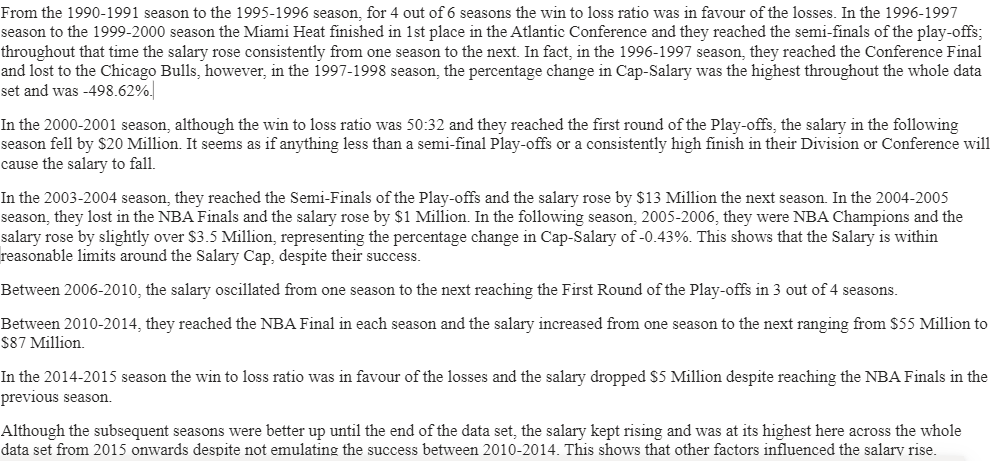 From the 1990-1991 season to the 1995-1996 season, for 4 out of 6 seasons the win to loss ratio was in favour of the losses. In the 1996-1997
season to the 1999-2000 season the Miami Heat finished in 1st place in the Atlantic Conference and they reached the semi-finals of the play-offs;
throughout that time the salary rose consistently from one season to the next. In fact, in the 1996-1997 season, they reached the Conference Final
and lost to the Chicago Bulls, however, in the 1997-1998 season, the percentage change in Cap-Salary was the highest throughout the whole data
set and was -498.62%.
In the 2000-2001 season, although the win to loss ratio was 50:32 and they reached the first round of the Play-offs, the salary in the following
season fell by $20 Million. It seems as if anything less than a semi-final Play-offs or a consistently high finish in their Division or Conference will
cause the salary to fall.
In the 2003-2004 season, they reached the Semi-Finals of the Play-offs and the salary rose by $13 Million the next season. In the 2004-2005
season, they lost in the NBA Finals and the salary rose by $1 Million. In the following season, 2005-2006, they were NBA Champions and the
salary rose by slightly over $3.5 Million, representing the percentage change in Cap-Salary of -0.43%. This shows that the Salary is within
reasonable limits around the Salary Cap, despite their success.
Between 2006-2010, the salary oscillated from one season to the next reaching the First Round of the Play-offs in 3 out of 4 seasons.
Between 2010-2014, they reached the NBA Final in each season and the salary increased from one season to the next ranging from $55 Million to
$87 Million.
In the 2014-2015 season the win to loss ratio was in favour of the losses and the salary dropped $5 Million despite reaching the NBA Finals in the
previous season.
Although the subsequent seasons were better up until the end of the data set, the salary kept rising and was at its highest here across the whole
data set from 2015 onwards despite not emulating the success between 2010-2014. This shows that other factors influenced the salary rise.